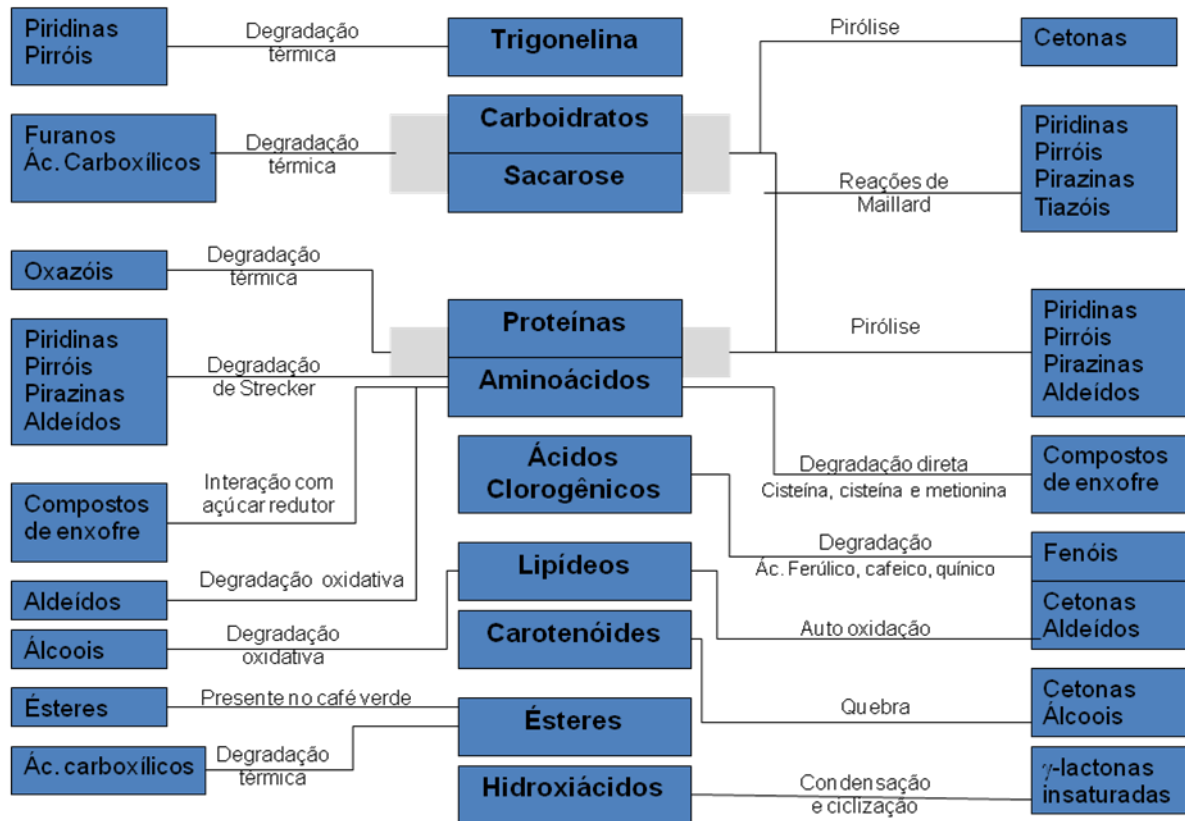 Piridinas
Pirróis
Degradação
térmica
Trigonelina
Pirólise
Cetonas
Furanos
Ác. Carboxílicos
Degradação
térmica
Carboidratos
Sacarose
Reações de
Maillard
Piridinas
Pirróis
Pirazinas
Tiazóis
Oxazóis
Degradação
térmica
Piridinas
Pirróis
Pirazinas
Aldeídos
Degradação
de Strecker
Proteínas
Aminoácidos
Pirólise
Piridinas
Pirróis
Pirazinas
Aldeídos
Compostos
de enxofre
Interação com
açúcar redutor
Ácidos
Clorogênicos
Degradação direta
Cisteína, cisteína e metionina
Compostos
de enxofre
Degradação
Ác. Ferúlico, cafeico, quínico
Fenóis
Aldeídos
Degradação oxidativa
Lipídeos
Auto oxidação
Cetonas
Aldeídos
Álcoois
Degradação
oxidativa
Carotenóides
Quebra
Cetonas
Álcoois
Ésteres
Presente no café verde
Ésteres
Ác. carboxílicos
Degradação
térmica
Hidroxiácidos
Condensação
e ciclização
γ-lactonas
insaturadas